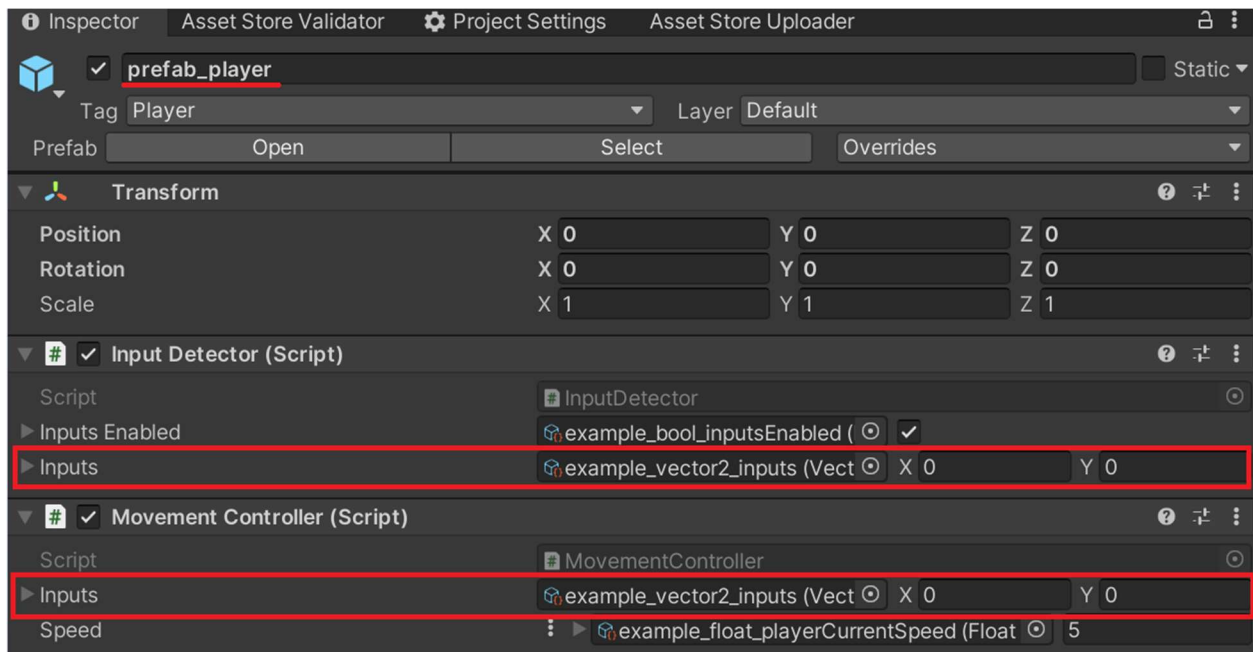 Inspector Asset Store Validator Project Settings Asset Store Uploader
prefab_player Static
Tag Player Layer Default
Prefab Open Select Overrides
Transform
Position X 0 Y 0 Z 0
Rotation X 0 Y 0 Z 0
Scale X 1 Y 1 Z 1
# Input Detector (Script)
Script # InputDetector
Inputs Enabled example_bool_inputsEnabled (
Inputs example_vector2_inputs (Vect X 0 Y 0
# Movement Controller (Script)
Script # MovementController
Inputs example_vector2_inputs (Vect X 0 Y 0
Speed example_float_playerCurrentSpeed (Float 5